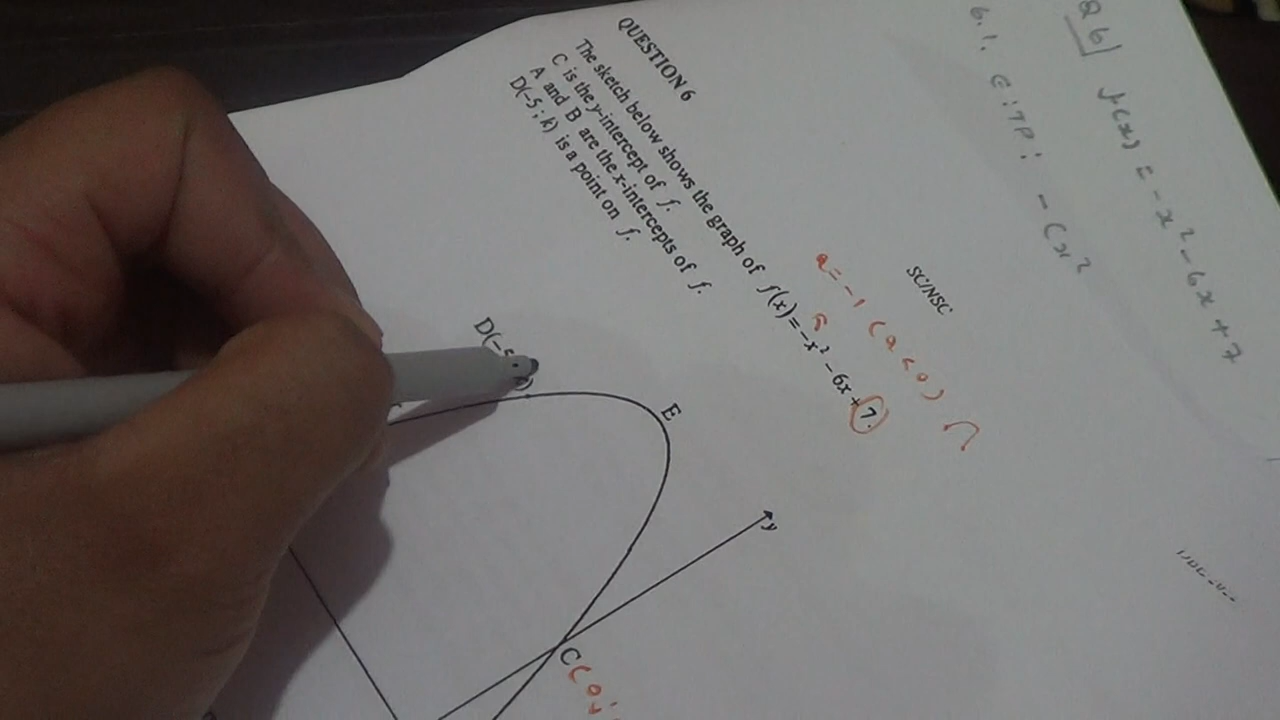 Q6] f(x) = -x² - 6x + 7
6.1. E: TP: -(x²
SC/NSC
QUESTION 6
a = -1 (a<0) ∩
The sketch below shows the graph of f(x) = -x² - 6x + 7.
C is the y-intercept of f.
A and B are the x-intercepts of f.
D(-5 ; k) is a point on f.
D(-5
E
y
C(0;